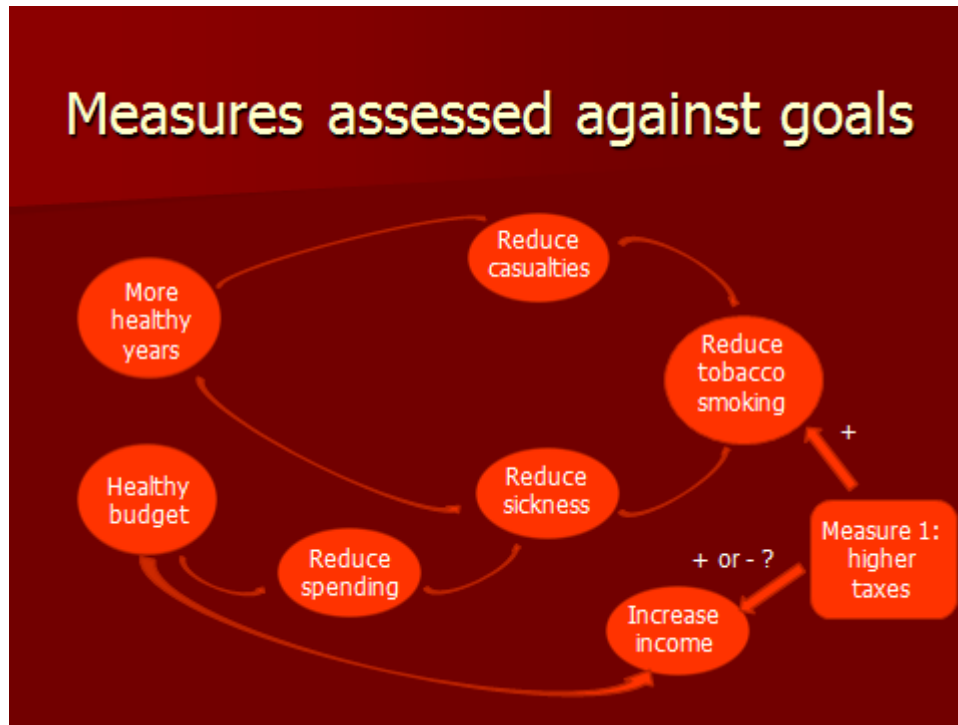 Measures assessed against goals
Reduce
casualties
More
healthy
years
Reduce
tobacco
smoking
+
Healthy
budget
Reduce
sickness
Measure 1:
higher
taxes
+ or - ?
Reduce
spending
Increase
income